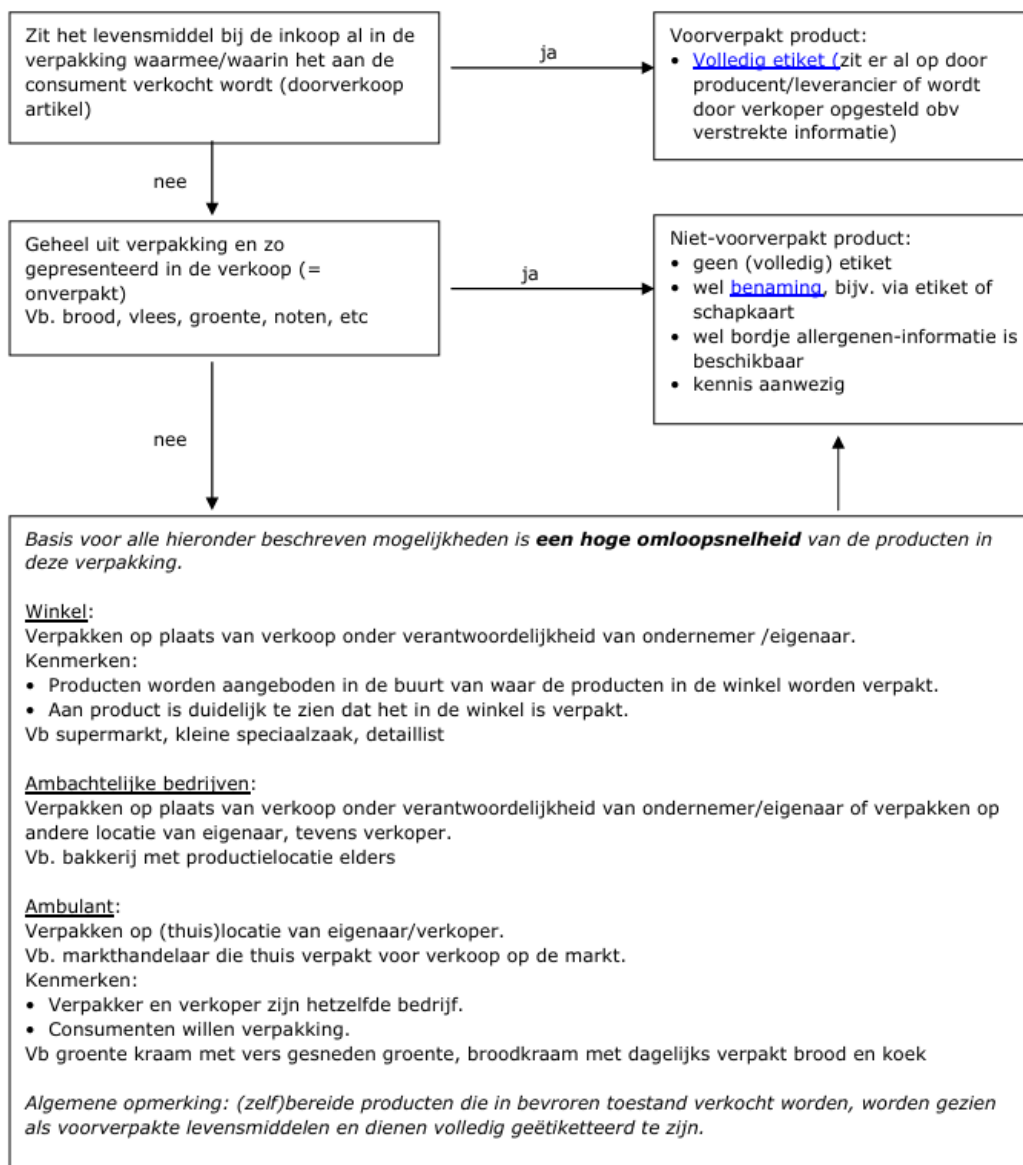 Zit het levensmiddel bij de inkoop al in de
verpakking waarmee/waarin het aan de
consument verkocht wordt (doorverkoop
artikel)
ja
Voorverpakt product:
• Volledig etiket (zit er al op door
producent/leverancier of wordt
door verkoper opgesteld obv
verstrekte informatie)
nee
Geheel uit verpakking en zo
gepresenteerd in de verkoop (=
onverpakt)
Vb. brood, vlees, groente, noten, etc
ja
Niet-voorverpakt product:
• geen (volledig) etiket
• wel benaming, bijv. via etiket of
schapkaart
• wel bordje allergenen-informatie is
beschikbaar
• kennis aanwezig
nee
Basis voor alle hieronder beschreven mogelijkheden is een hoge omloopsnelheid van de producten in
deze verpakking.
Winkel:
Verpakken op plaats van verkoop onder verantwoordelijkheid van ondernemer /eigenaar.
Kenmerken:
• Producten worden aangeboden in de buurt van waar de producten in de winkel worden verpakt.
• Aan product is duidelijk te zien dat het in de winkel is verpakt.
Vb supermarkt, kleine speciaalzaak, detaillist
Ambachtelijke bedrijven:
Verpakken op plaats van verkoop onder verantwoordelijkheid van ondernemer/eigenaar of verpakken op
andere locatie van eigenaar, tevens verkoper.
Vb. bakkerij met productielocatie elders
Ambulant:
Verpakken op (thuis)locatie van eigenaar/verkoper.
Vb. markthandelaar die thuis verpakt voor verkoop op de markt.
Kenmerken:
• Verpakker en verkoper zijn hetzelfde bedrijf.
• Consumenten willen verpakking.
Vb groente kraam met vers gesneden groente, broodkraam met dagelijks verpakt brood en koek
Algemene opmerking: (zelf)bereide producten die in bevroren toestand verkocht worden, worden gezien
als voorverpakte levensmiddelen en dienen volledig geëtiketteerd te zijn.